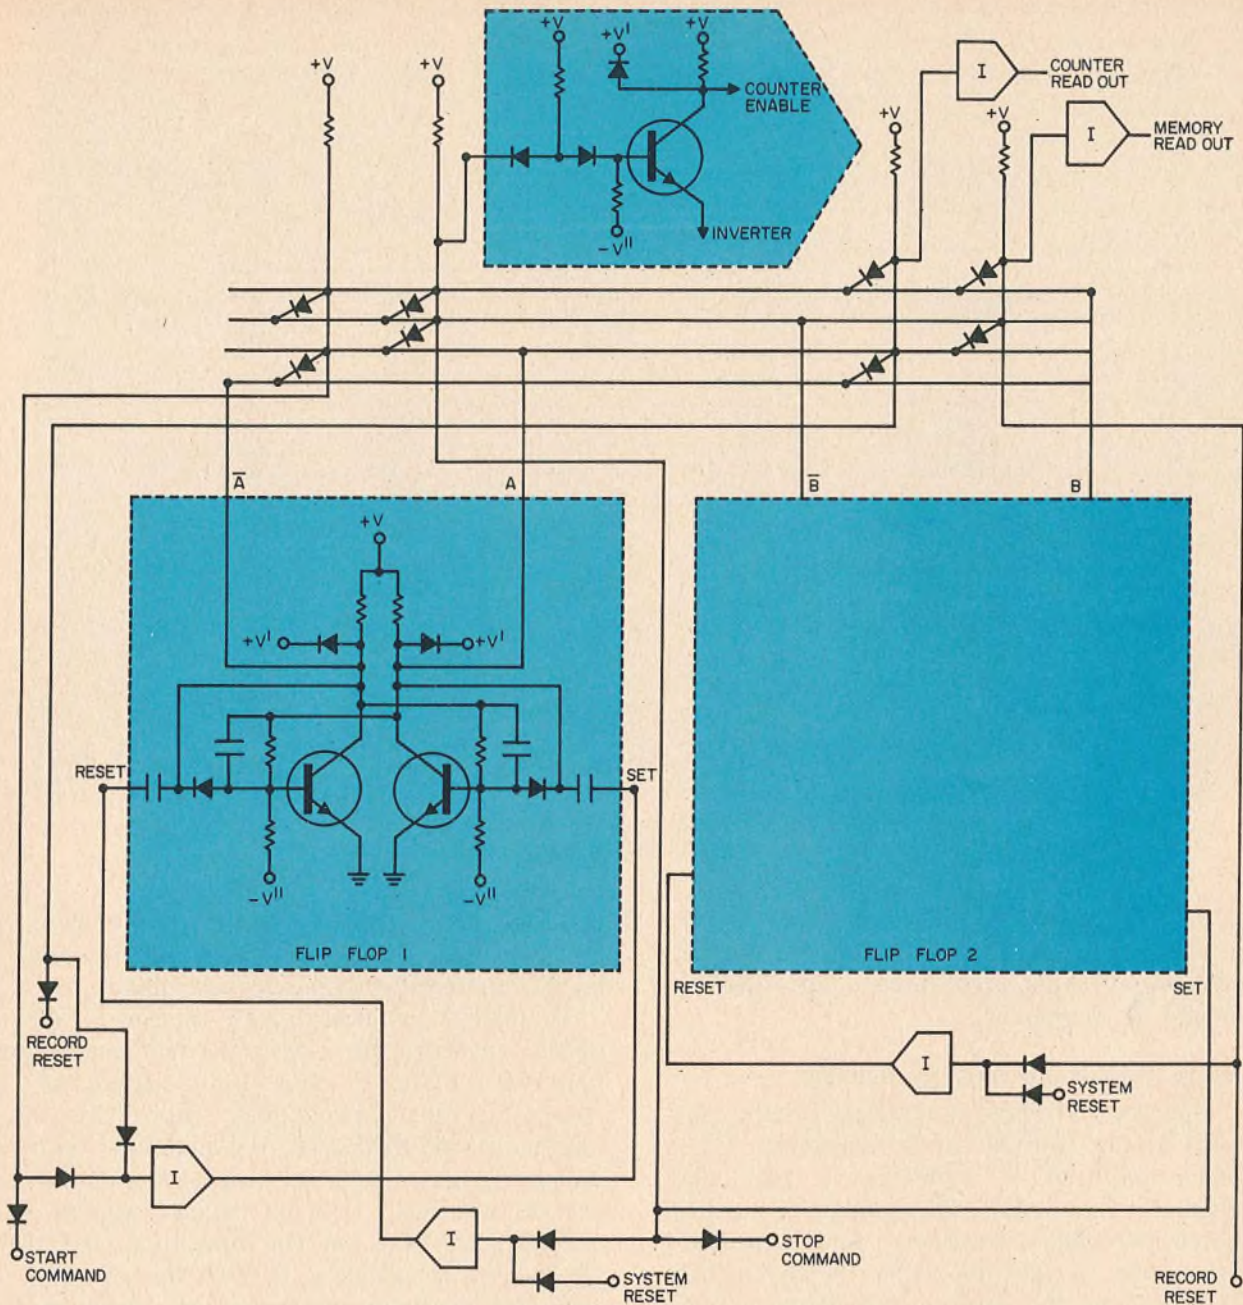 +V
+V
+V
+V|
+V
COUNTER
ENABLE
INVERTER
-V||
I
COUNTER
READ OUT
+V
+V
I
MEMORY
READ OUT
A̅
A
B̅
B
+V
+V|
+V|
RESET
SET
-V||
-V||
FLIP FLOP 1
FLIP FLOP 2
RESET
SET
RECORD
RESET
I
SYSTEM
RESET
I
START
COMMAND
I
SYSTEM
RESET
STOP
COMMAND
RECORD
RESET